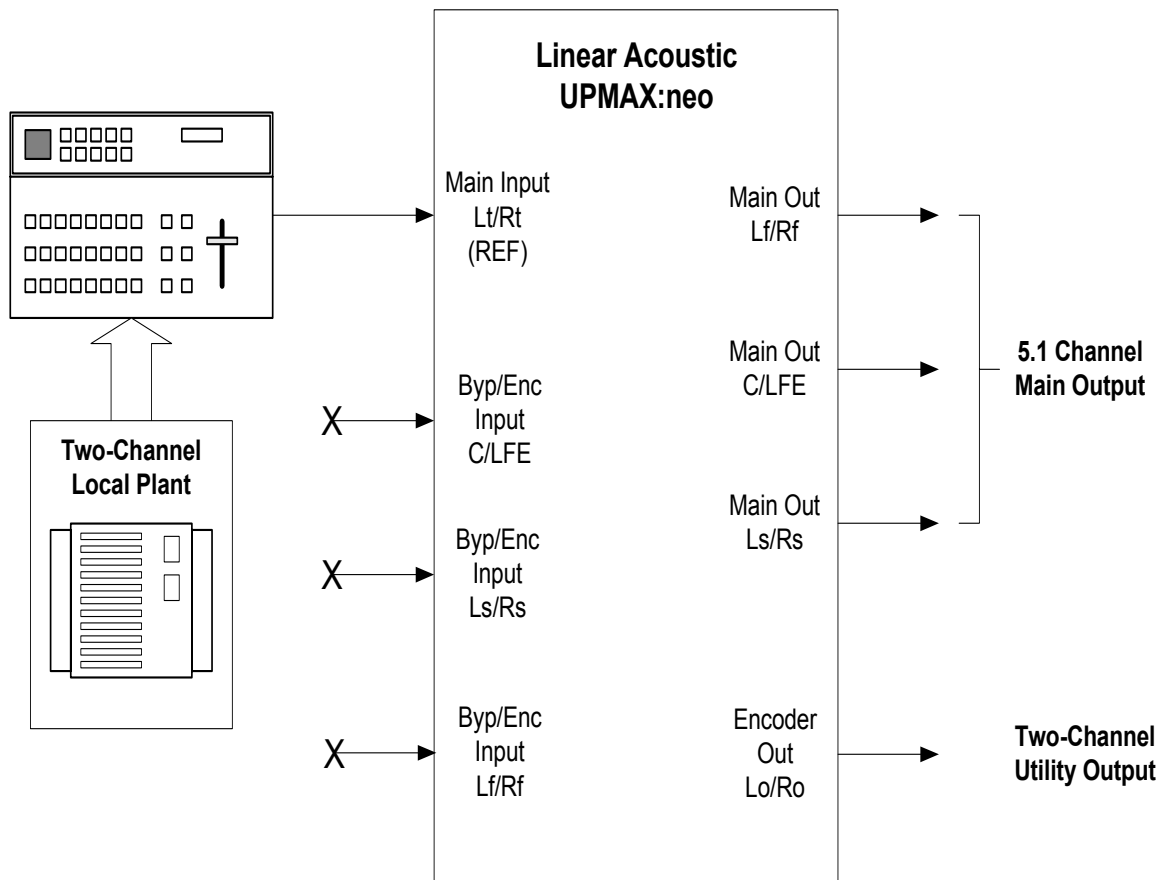 Linear Acoustic
UPMAX:neo
Main Input
Lt/Rt
(REF)
Main Out
Lf/Rf
Main Out
C/LFE
5.1 Channel
Main Output
Byp/Enc
Input
C/LFE
Two-Channel
Local Plant
Main Out
Ls/Rs
Byp/Enc
Input
Ls/Rs
Byp/Enc
Input
Lf/Rf
Encoder
Out
Lo/Ro
Two-Channel
Utility Output
X
X
X